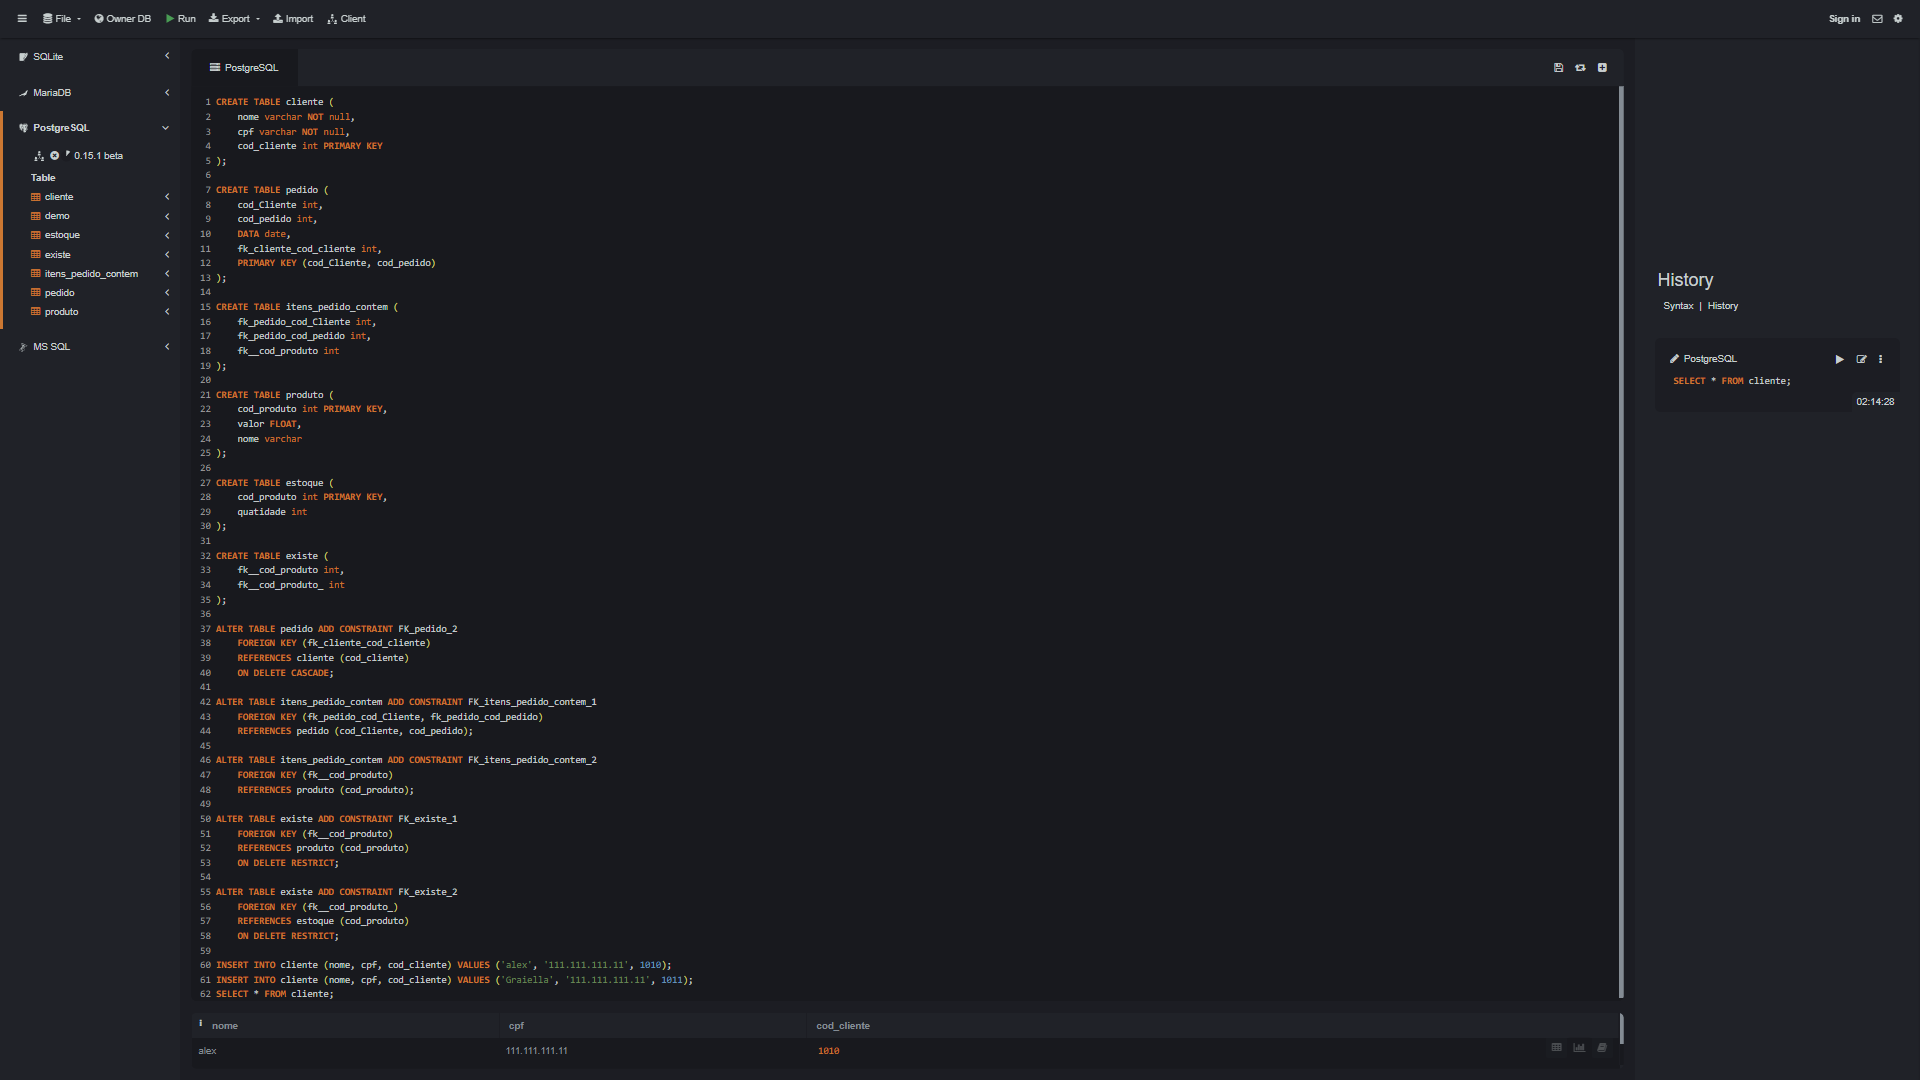 File
Owner DB
Run
Export
Import
Client
Sign in
SQLite
MariaDB
PostgreSQL
0.15.1 beta
Table
cliente
demo
estoque
existe
itens_pedido_contem
pedido
produto
MS SQL
PostgreSQL
1 CREATE TABLE cliente (
2 nome varchar NOT null,
3 cpf varchar NOT null,
4 cod_cliente int PRIMARY KEY
5 );
6
7 CREATE TABLE pedido (
8 cod_Cliente int,
9 cod_pedido int,
10 DATA date,
11 fk_cliente_cod_cliente int,
12 PRIMARY KEY (cod_Cliente, cod_pedido)
13 );
14
15 CREATE TABLE itens_pedido_contem (
16 fk_pedido_cod_Cliente int,
17 fk_pedido_cod_pedido int,
18 fk__cod_produto int
19 );
20
21 CREATE TABLE produto (
22 cod_produto int PRIMARY KEY,
23 valor FLOAT,
24 nome varchar
25 );
26
27 CREATE TABLE estoque (
28 cod_produto int PRIMARY KEY,
29 quatidade int
30 );
31
32 CREATE TABLE existe (
33 fk__cod_produto int,
34 fk__cod_produto_ int
35 );
36
37 ALTER TABLE pedido ADD CONSTRAINT FK_pedido_2
38 FOREIGN KEY (fk_cliente_cod_cliente)
39 REFERENCES cliente (cod_cliente)
40 ON DELETE CASCADE;
41
42 ALTER TABLE itens_pedido_contem ADD CONSTRAINT FK_itens_pedido_contem_1
43 FOREIGN KEY (fk_pedido_cod_Cliente, fk_pedido_cod_pedido)
44 REFERENCES pedido (cod_Cliente, cod_pedido);
45
46 ALTER TABLE itens_pedido_contem ADD CONSTRAINT FK_itens_pedido_contem_2
47 FOREIGN KEY (fk__cod_produto)
48 REFERENCES produto (cod_produto);
49
50 ALTER TABLE existe ADD CONSTRAINT FK_existe_1
51 FOREIGN KEY (fk__cod_produto)
52 REFERENCES produto (cod_produto)
53 ON DELETE RESTRICT;
54
55 ALTER TABLE existe ADD CONSTRAINT FK_existe_2
56 FOREIGN KEY (fk__cod_produto_)
57 REFERENCES estoque (cod_produto)
58 ON DELETE RESTRICT;
59
60 INSERT INTO cliente (nome, cpf, cod_cliente) VALUES ('alex', '111.111.111.11', 1010);
61 INSERT INTO cliente (nome, cpf, cod_cliente) VALUES ('Graiella', '111.111.111.11', 1011);
62 SELECT * FROM cliente;
nome cpf cod_cliente
alex 111.111.111.11 1010
History
Syntax | History
PostgreSQL
SELECT * FROM cliente;
02:14:28